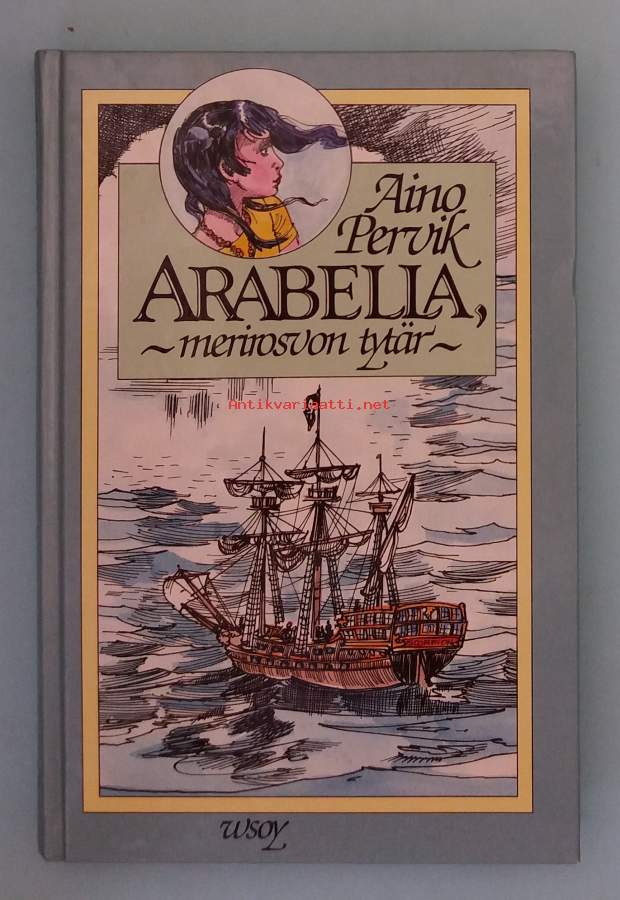 Aino
Pervik
ARABELLA,
~merirosvon tytär~
Antikvariaatti.net
WSOY